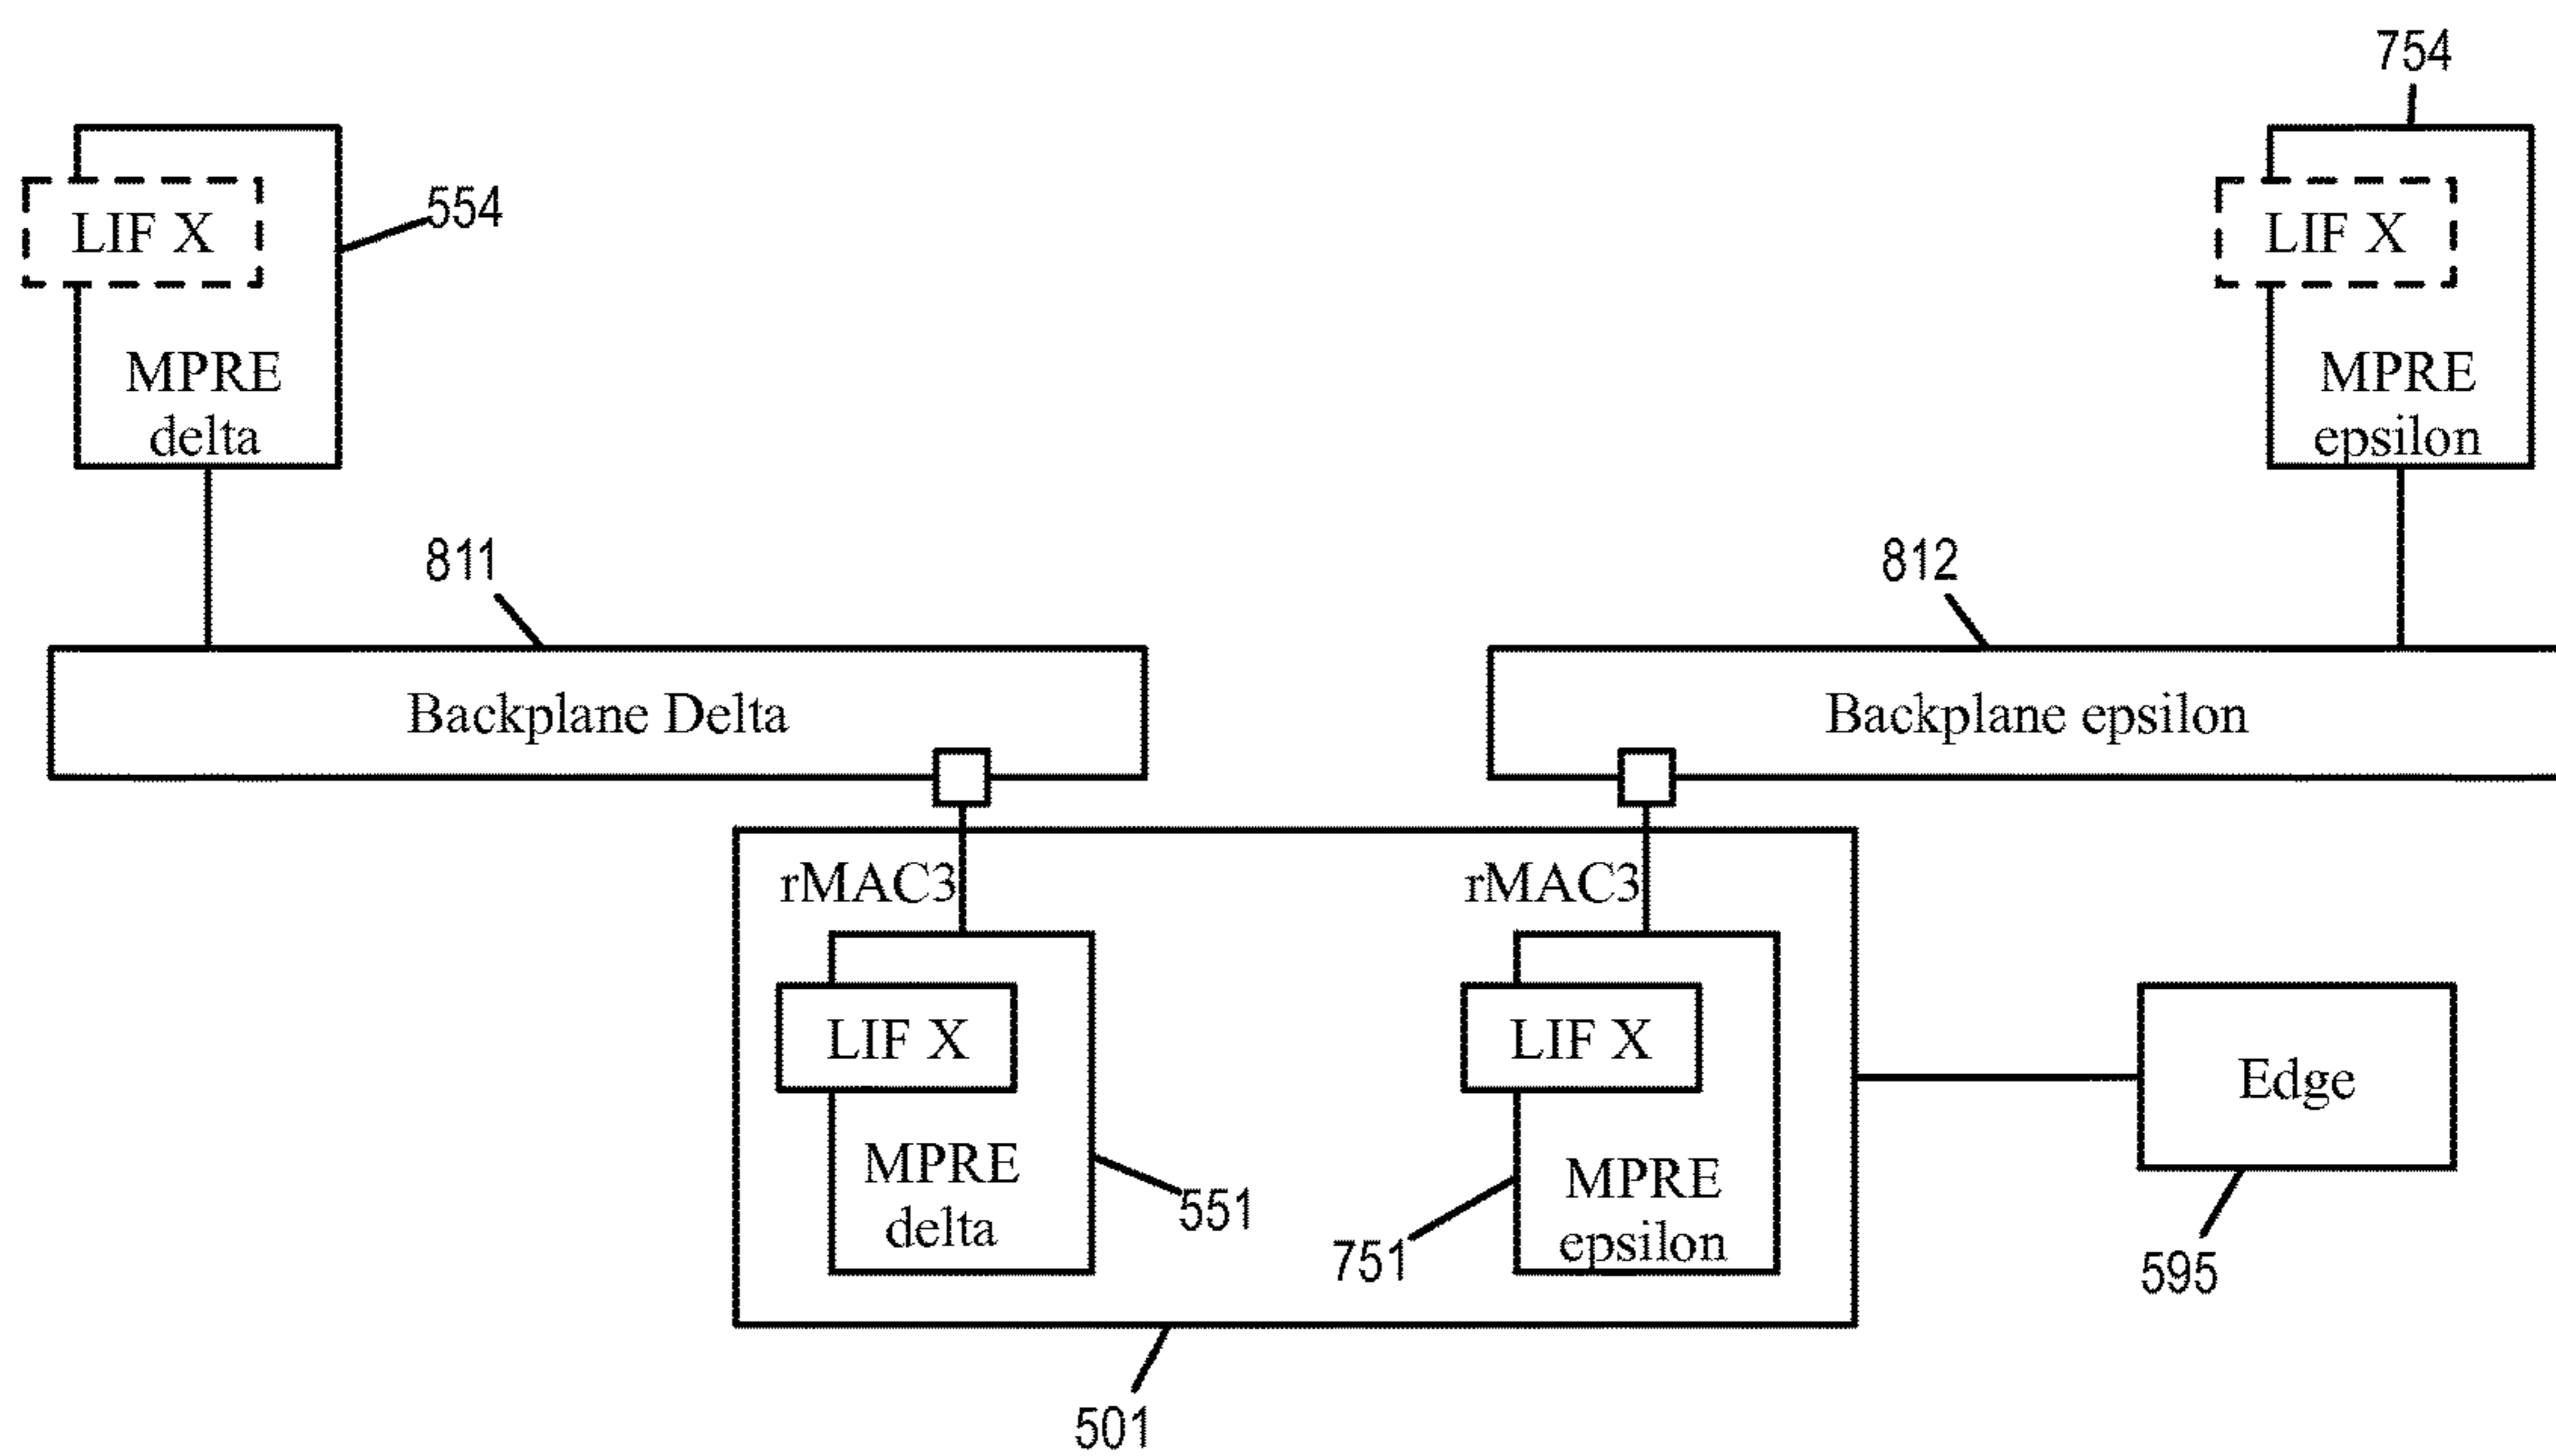 754
LIF X
554
LIF X
MPRE
delta
MPRE
epsilon
811
812
Backplane Delta
Backplane epsilon
rMAC3
rMAC3
LIF X
LIF X
Edge
MPRE
delta
551
MPRE
epsilon
751
595
501